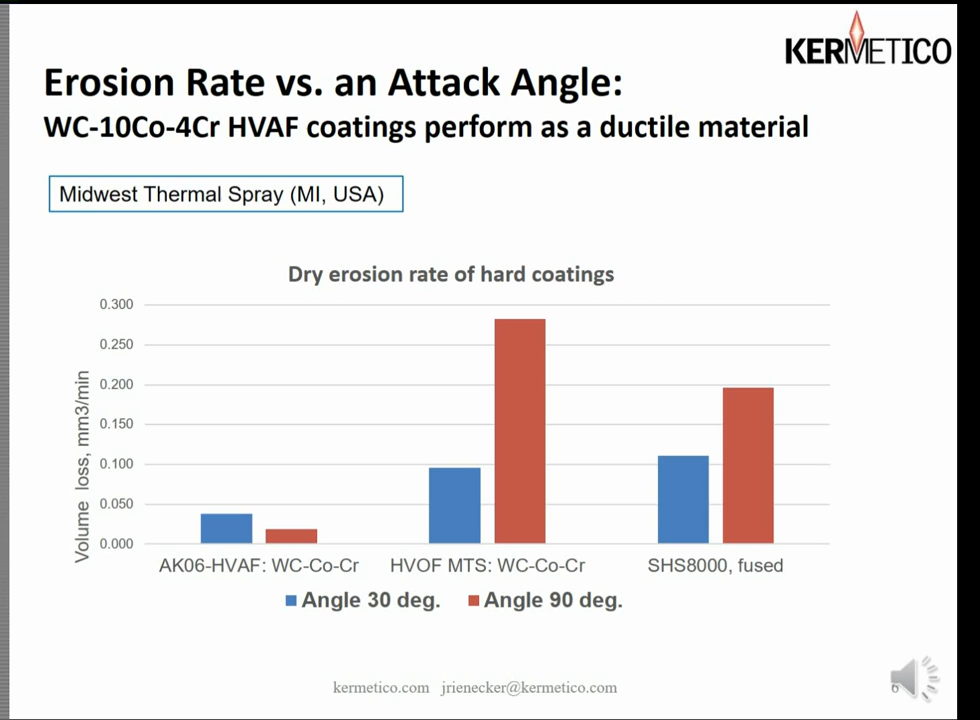 KERMETICO
Erosion Rate vs. an Attack Angle:
WC-10Co-4Cr HVAF coatings perform as a ductile material
Midwest Thermal Spray (MI, USA)
Dry erosion rate of hard coatings
Volume loss, mm3/min
0.300
0.250
0.200
0.150
0.100
0.050
0.000
AK06-HVAF: WC-Co-Cr HVOF MTS: WC-Co-Cr SHS8000, fused
Angle 30 deg. Angle 90 deg.
kermetico.com jrienecker@kermetico.com